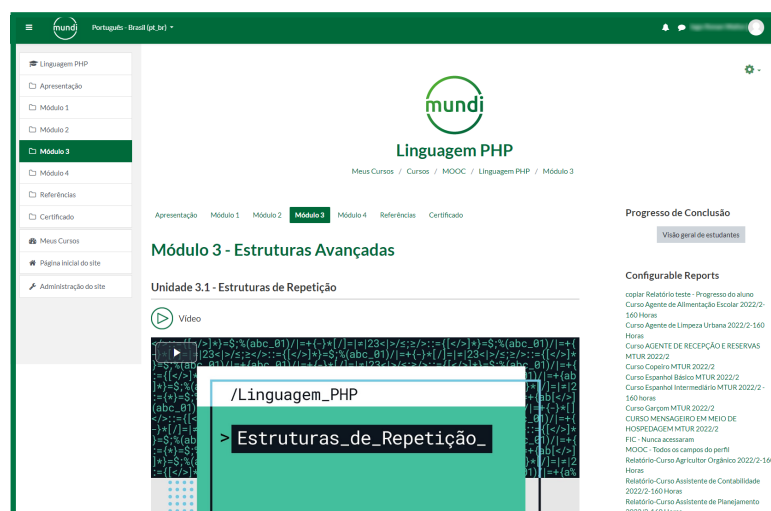 mundi
Português - Brasil (pt_br)
Linguagem PHP
Apresentação
Módulo 1
Módulo 2
Módulo 3
Módulo 4
Referências
Certificado
Meus Cursos
Página inicial do site
Administração do site
mundi
Linguagem PHP
Meus Cursos / Cursos / MOOC / Linguagem PHP / Módulo 3
Apresentação Módulo 1 Módulo 2 Módulo 3 Módulo 4 Referências Certificado
Módulo 3 - Estruturas Avançadas
Unidade 3.1 - Estruturas de Repetição
Vídeo
/Linguagem_PHP
> Estruturas_de_Repetição_
Progresso de Conclusão
Visão geral de estudantes
Configurable Reports
copiar Relatório teste - Progresso do aluno
Curso Agente de Alimentação Escolar 2022/2-
160 Horas
Curso Agente de Limpeza Urbana 2022/2-160
Horas
Curso AGENTE DE RECEPÇÃO E RESERVAS
MTUR 2022/2
Curso Copeiro MTUR 2022/2
Curso Espanhol Básico MTUR 2022/2
Curso Espanhol Intermediário MTUR 2022/2-
160 horas
Curso Garçom MTUR 2022/2
CURSO MENSAGEIRO EM MEIO DE
HOSPEDAGEM MTUR 2022/2
FIC - Nunca acessaram
MOOC - Todos os campos do perfil
Relatório-Curso Agricultor Orgânico 2022/2-160
Horas
Relatório-Curso Assistente de Contabilidade
2022/2-160 Horas
Relatório-Curso Assistente de Planejamento